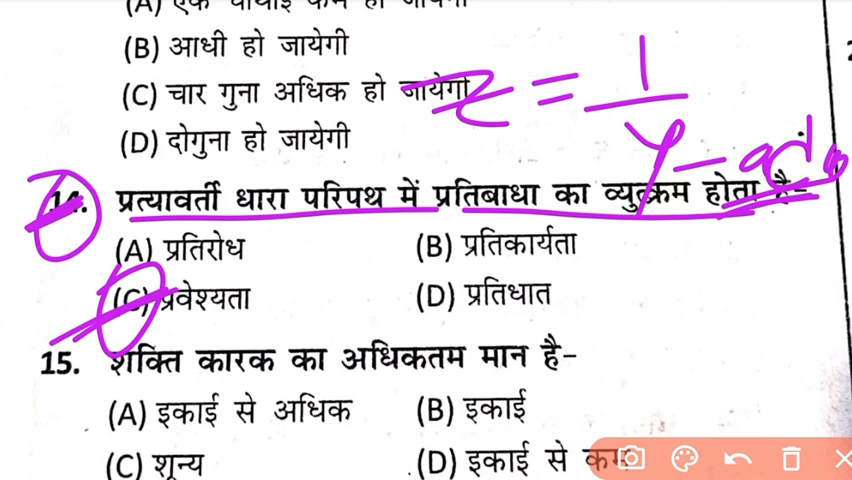 (B) आधी हो जायेगी
(C) चार गुना अधिक हो जायेगी
(D) दोगुना हो जायेगी
Z = 1/Y
14. प्रत्यावर्ती धारा परिपथ में प्रतिबाधा का व्युत्क्रम होता है-
(A) प्रतिरोध (B) प्रतिकार्यता
(C) प्रवेश्यता (D) प्रतिधात
15. शक्ति कारक का अधिकतम मान है-
(A) इकाई से अधिक (B) इकाई
(C) शून्य (D) इकाई से कम